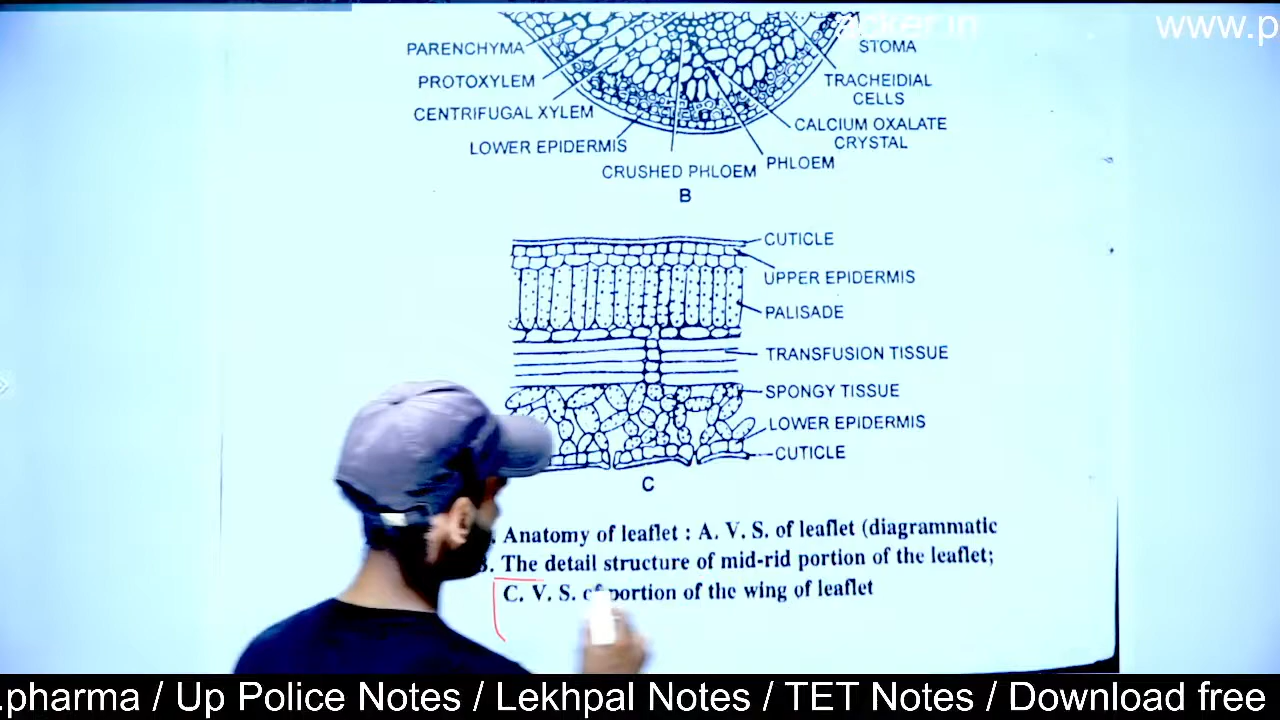 cker.in
www.p
PARENCHYMA
PROTOXYLEM
CENTRIFUGAL XYLEM
LOWER EPIDERMIS
CRUSHED PHLOEM
PHLOEM
STOMA
TRACHEIDIAL
CELLS
CALCIUM OXALATE
CRYSTAL
B
CUTICLE
UPPER EPIDERMIS
PALISADE
TRANSFUSION TISSUE
SPONGY TISSUE
LOWER EPIDERMIS
CUTICLE
C
Anatomy of leaflet : A. V. S. of leaflet (diagrammatic
The detail structure of mid-rid portion of the leaflet;
C. V. S. of portion of the wing of leaflet
.pharma / Up Police Notes / Lekhpal Notes / TET Notes / Download free